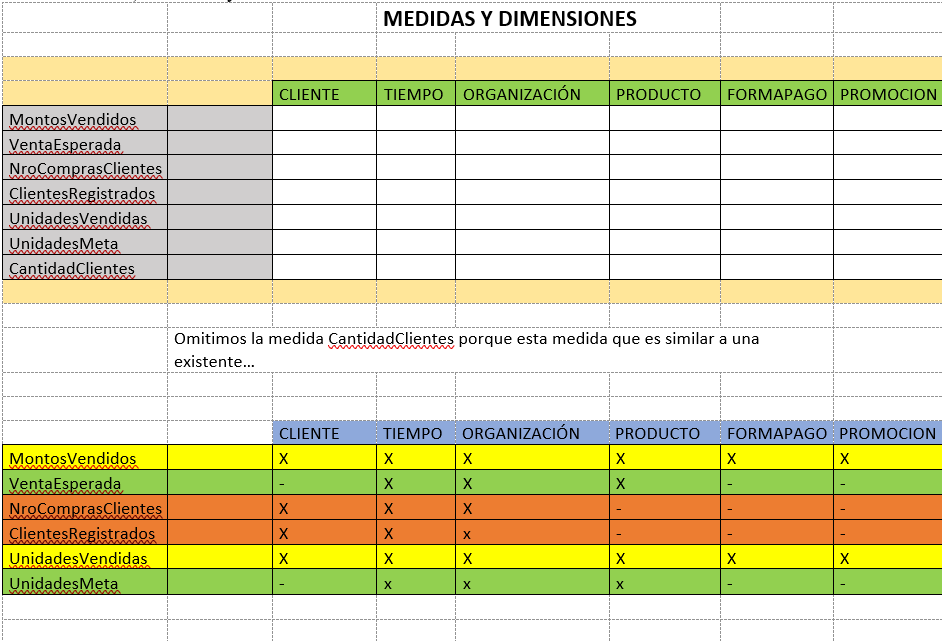 MEDIDAS Y DIMENSIONES
CLIENTE TIEMPO ORGANIZACIÓN PRODUCTO FORMAPAGO PROMOCION
MontosVendidos
VentaEsperada
NroComprasClientes
ClientesRegistrados
UnidadesVendidas
UnidadesMeta
CantidadClientes
Omitimos la medida CantidadClientes porque esta medida que es similar a una
existente...
CLIENTE TIEMPO ORGANIZACIÓN PRODUCTO FORMAPAGO PROMOCION
MontosVendidos X X X X X X
VentaEsperada - X X X - -
NroComprasClientes X X X - - -
ClientesRegistrados X X x - - -
UnidadesVendidas X X X X X X
UnidadesMeta - x x x - -